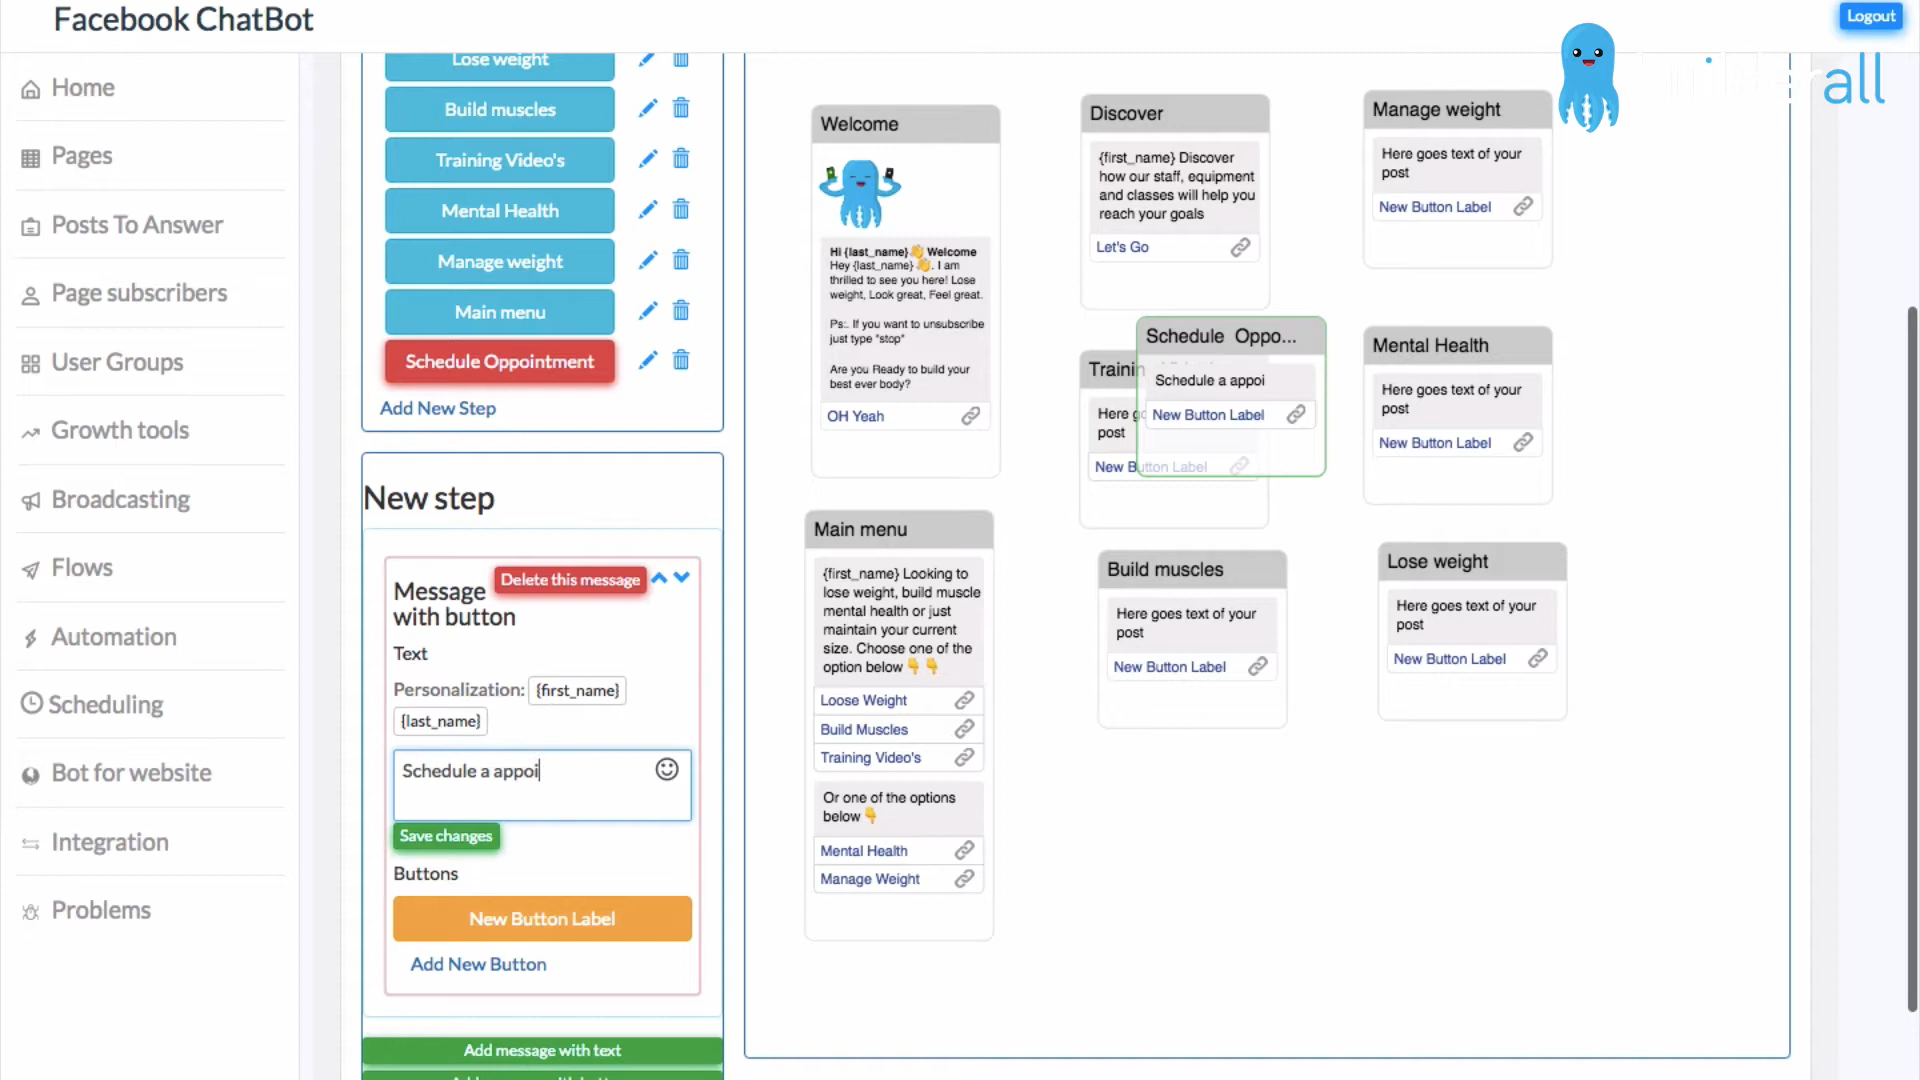 Facebook ChatBot
Logout
all
Home
Pages
Posts To Answer
Page subscribers
User Groups
Growth tools
Broadcasting
Flows
Automation
Scheduling
Bot for website
Integration
Problems
Lose weight
Build muscles
Training Video's
Mental Health
Manage weight
Main menu
Schedule Oppointment
Add New Step
New step
Message
with button
Delete this message
Text
Personalization: {first_name}
{last_name}
Schedule a appoi
Save changes
Buttons
New Button Label
Add New Button
Add message with text
Welcome
Hi {last_name}👋 Welcome
Hey {last_name} 👋. I am
thrilled to see you here! Lose
weight, Look great, Feel great.
Ps:. If you want to unsubscribe
just type "stop"
Are you Ready to build your
best ever body?
OH Yeah
Main menu
{first_name} Looking to
lose weight, build muscle
mental health or just
maintain your current
size. Choose one of the
option below 👇 👇
Loose Weight
Build Muscles
Training Video's
Or one of the options
below 👇
Mental Health
Manage Weight
Discover
{first_name} Discover
how our staff, equipment
and classes will help you
reach your goals
Let's Go
Schedule Oppo...
Schedule a appoi
New Button Label
Trainin
Here go
post
New Button Label
Build muscles
Here goes text of your
post
New Button Label
Manage weight
Here goes text of your
post
New Button Label
Mental Health
Here goes text of your
post
New Button Label
Lose weight
Here goes text of your
post
New Button Label